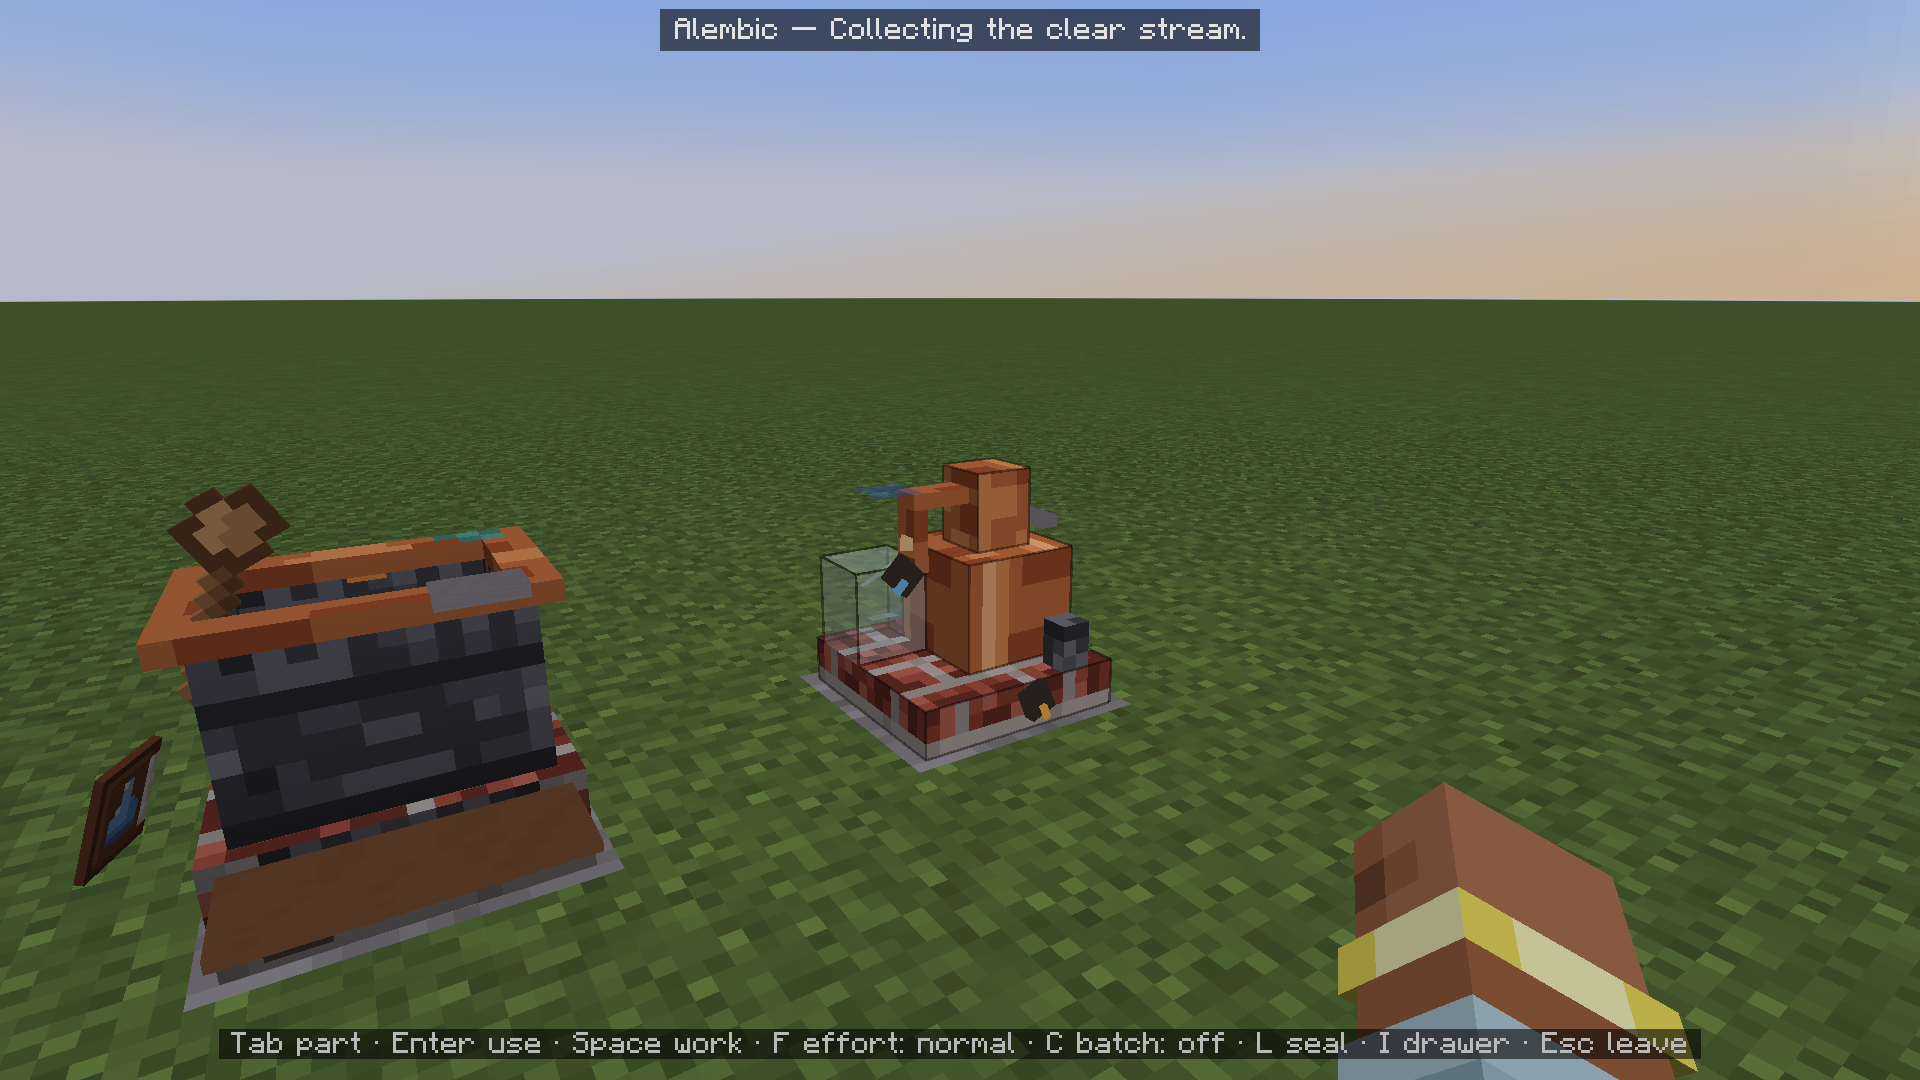 Alembic — Collecting the clear stream.
Tab part · Enter use · Space work · F effort: normal · C batch: off · L seal · I drawer · Esc leave